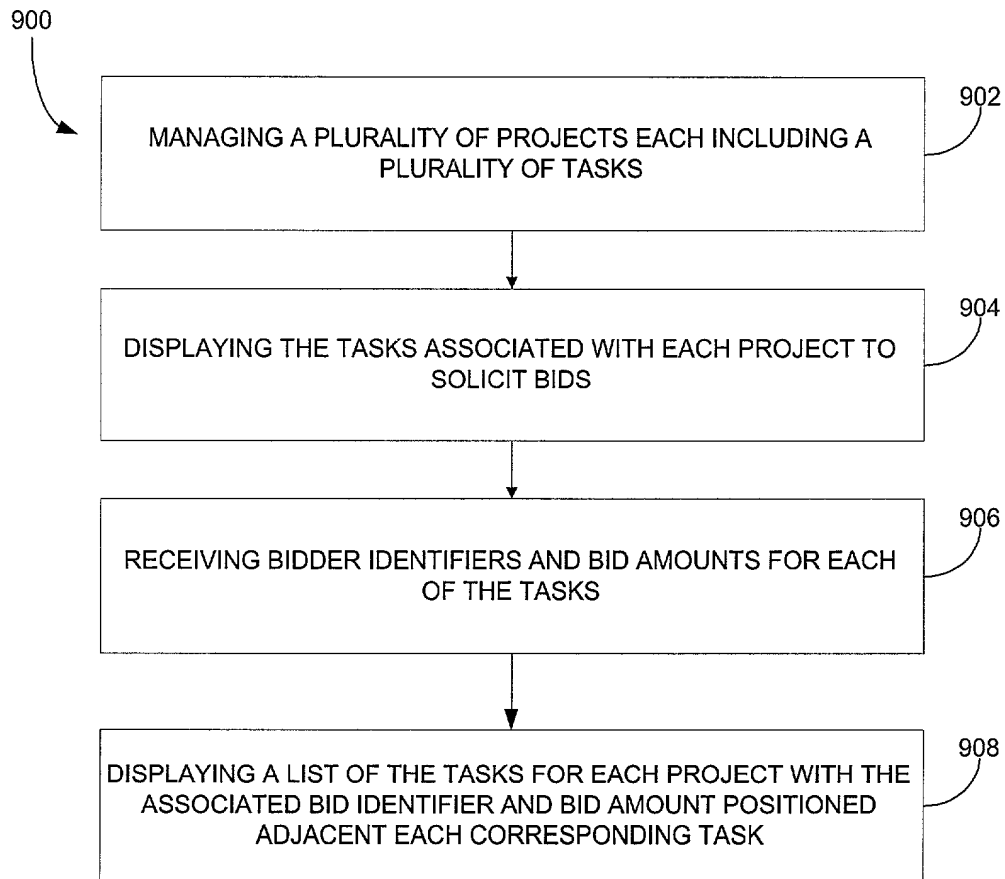 900
902
MANAGING A PLURALITY OF PROJECTS EACH INCLUDING A
PLURALITY OF TASKS
904
DISPLAYING THE TASKS ASSOCIATED WITH EACH PROJECT TO
SOLICIT BIDS
906
RECEIVING BIDDER IDENTIFIERS AND BID AMOUNTS FOR EACH
OF THE TASKS
908
DISPLAYING A LIST OF THE TASKS FOR EACH PROJECT WITH THE
ASSOCIATED BID IDENTIFIER AND BID AMOUNT POSITIONED
ADJACENT EACH CORRESPONDING TASK